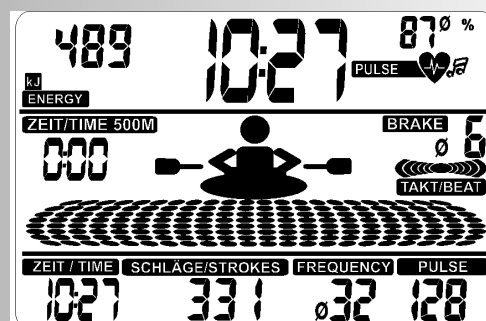 489 10:27 87Ø %
PULSE
kJ
ENERGY
ZEIT/TIME 500M BRAKE
0:00 Ø 6
TAKT/BEAT
ZEIT / TIME SCHLÄGE/STROKES FREQUENCY PULSE
10:27 331 Ø32 128